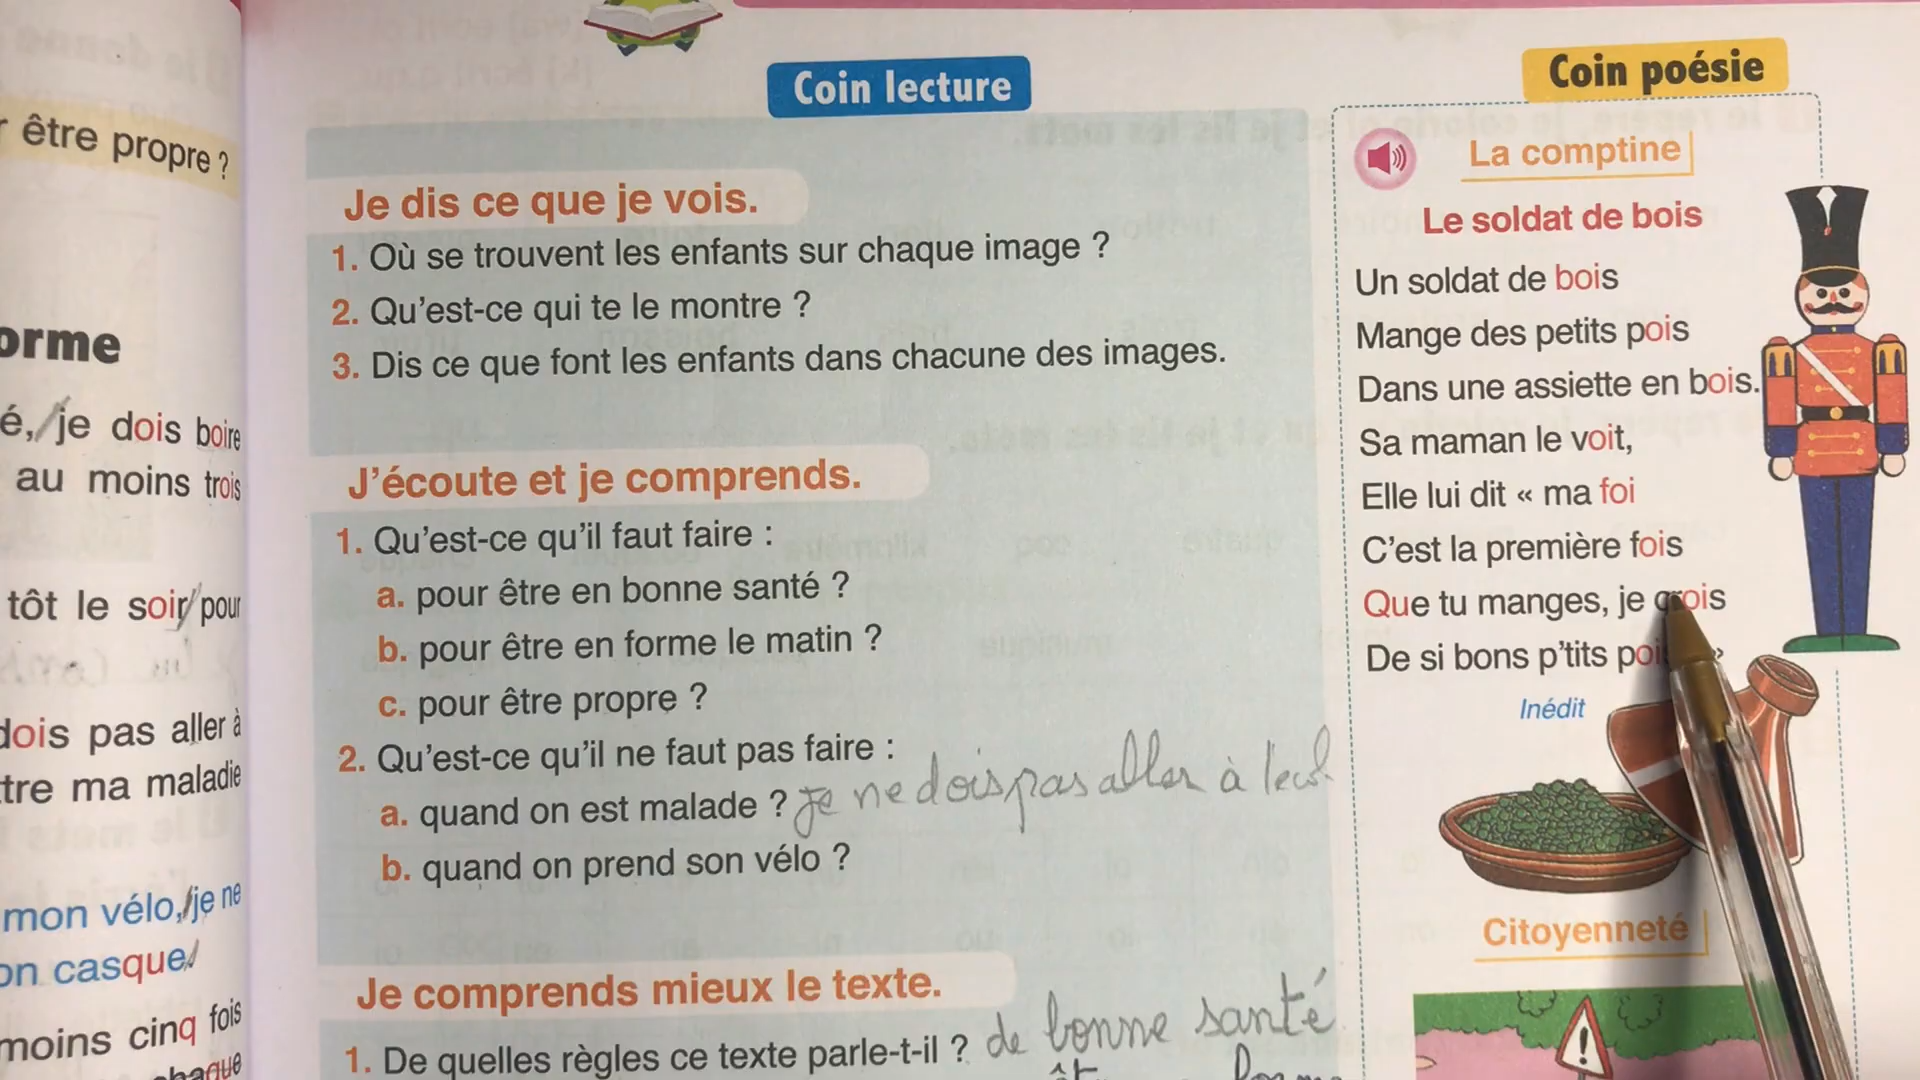 être propre ?
orme
é, je dois boire
au moins trois
tôt le soir pour
dois pas aller à
tre ma maladie
mon vélo, je ne
on casque
moins cinq fois
chaque
Coin lecture
Je dis ce que je vois.
1. Où se trouvent les enfants sur chaque image ?
2. Qu'est-ce qui te le montre ?
3. Dis ce que font les enfants dans chacune des images.
J'écoute et je comprends.
1. Qu'est-ce qu'il faut faire :
a. pour être en bonne santé ?
b. pour être en forme le matin ?
c. pour être propre ?
2. Qu'est-ce qu'il ne faut pas faire :
a. quand on est malade ? je ne dois pas aller à
b. quand on prend son vélo ?
Je comprends mieux le texte.
1. De quelles règles ce texte parle-t-il ? de bonne santé
Coin poésie
La comptine
Le soldat de bois
Un soldat de bois
Mange des petits pois
Dans une assiette en bois.
Sa maman le voit,
Elle lui dit « ma foi
C'est la première fois
Que tu manges, je crois
De si bons p'tits poi »
Inédit
Citoyenneté